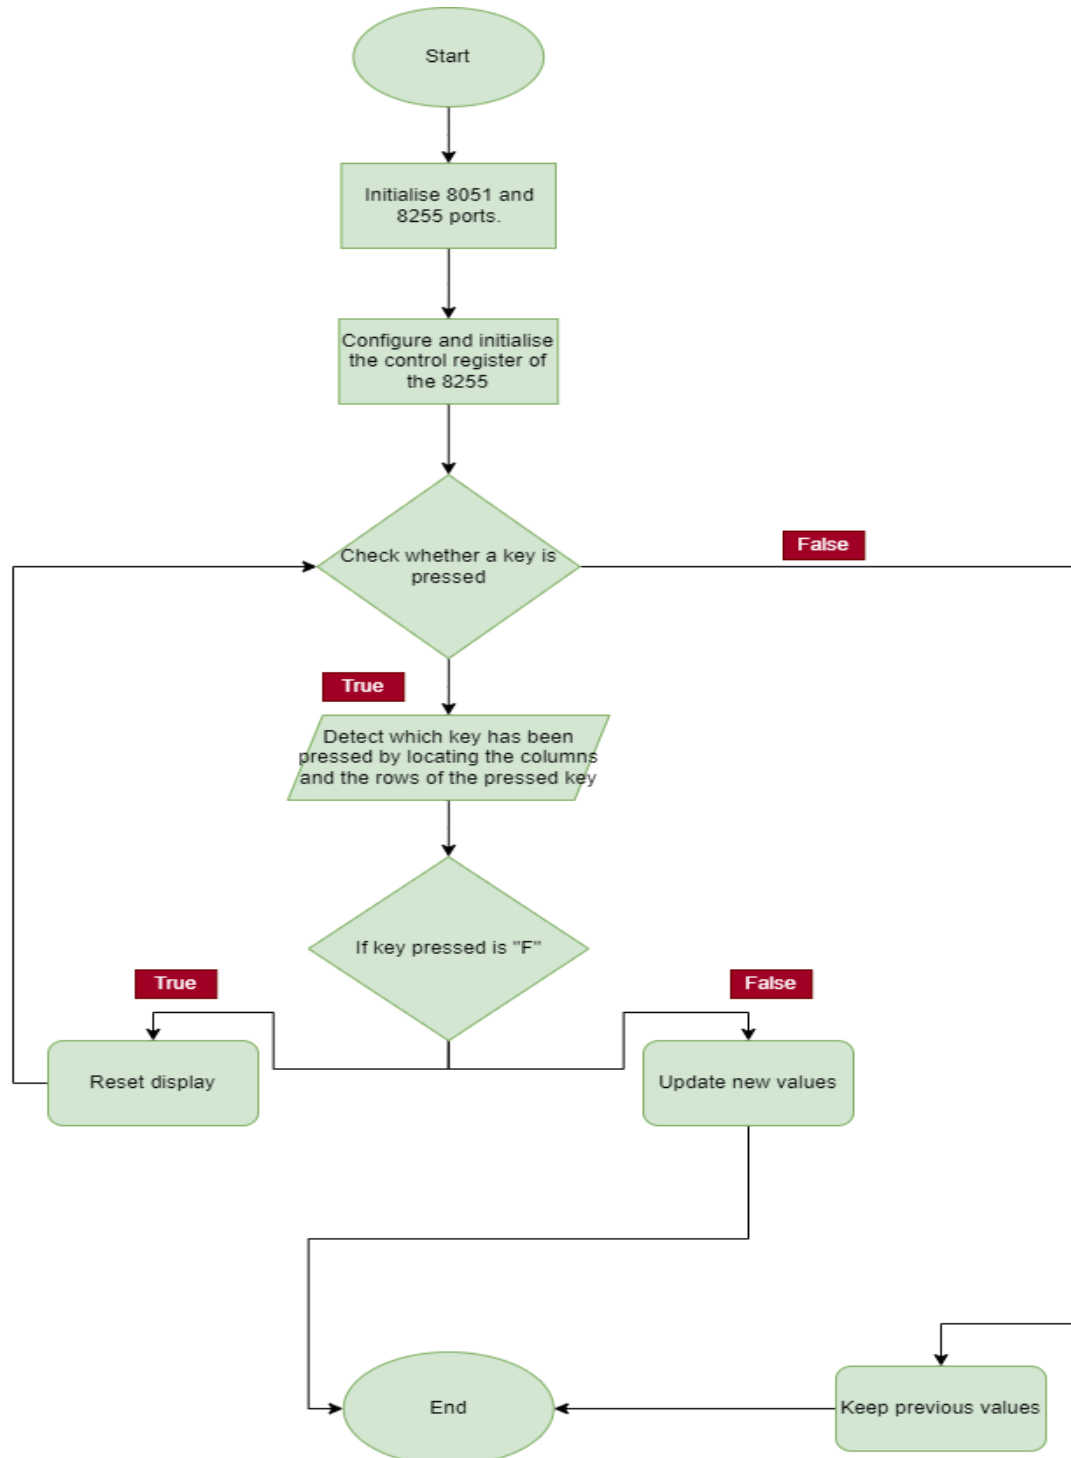 Start
Initialise 8051 and
8255 ports.
Configure and initialise
the control register of
the 8255
Check whether a key is
pressed
False
True
Detect which key has been
pressed by locating the columns
and the rows of the pressed key
If key pressed is "F"
True
False
Reset display
Update new values
End
Keep previous values